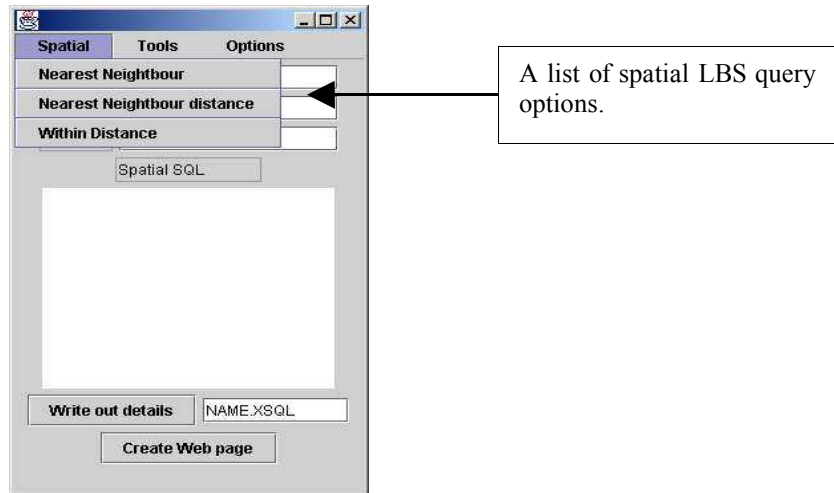 Spatial Tools Options
Nearest Neightbour
Nearest Neightbour distance
Within Distance
Spatial SQL
Write out details NAME.XSQL
Create Web page
A list of spatial LBS query
options.